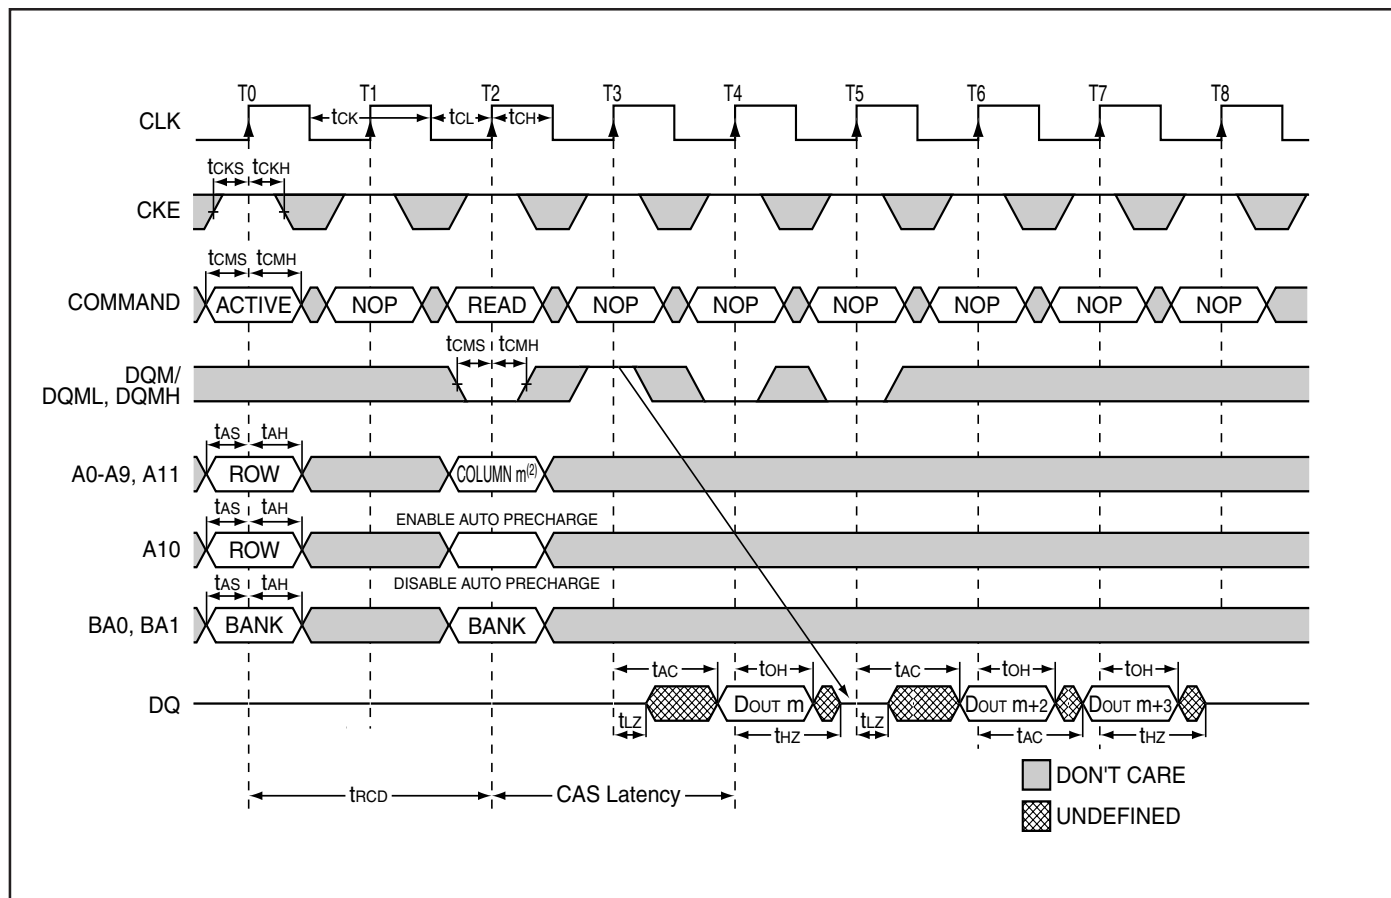 T0 T1 T2 T3 T4 T5 T6 T7 T8
CLK tCK tCL tCH
tCKS tCKH
CKE
tCMS tCMH
COMMAND ACTIVE NOP READ NOP NOP NOP NOP NOP NOP
tCMS tCMH
DQM/
DQML, DQMH
tAS tAH
A0-A9, A11 ROW COLUMN m(2)
tAS tAH ENABLE AUTO PRECHARGE
A10 ROW
tAS tAH DISABLE AUTO PRECHARGE
BA0, BA1 BANK BANK
tAC tOH tAC tOH tOH
DQ DOUT m DOUT m+2 DOUT m+3
tLZ tHZ tLZ tAC tHZ
DON'T CARE
tRCD CAS Latency
UNDEFINED